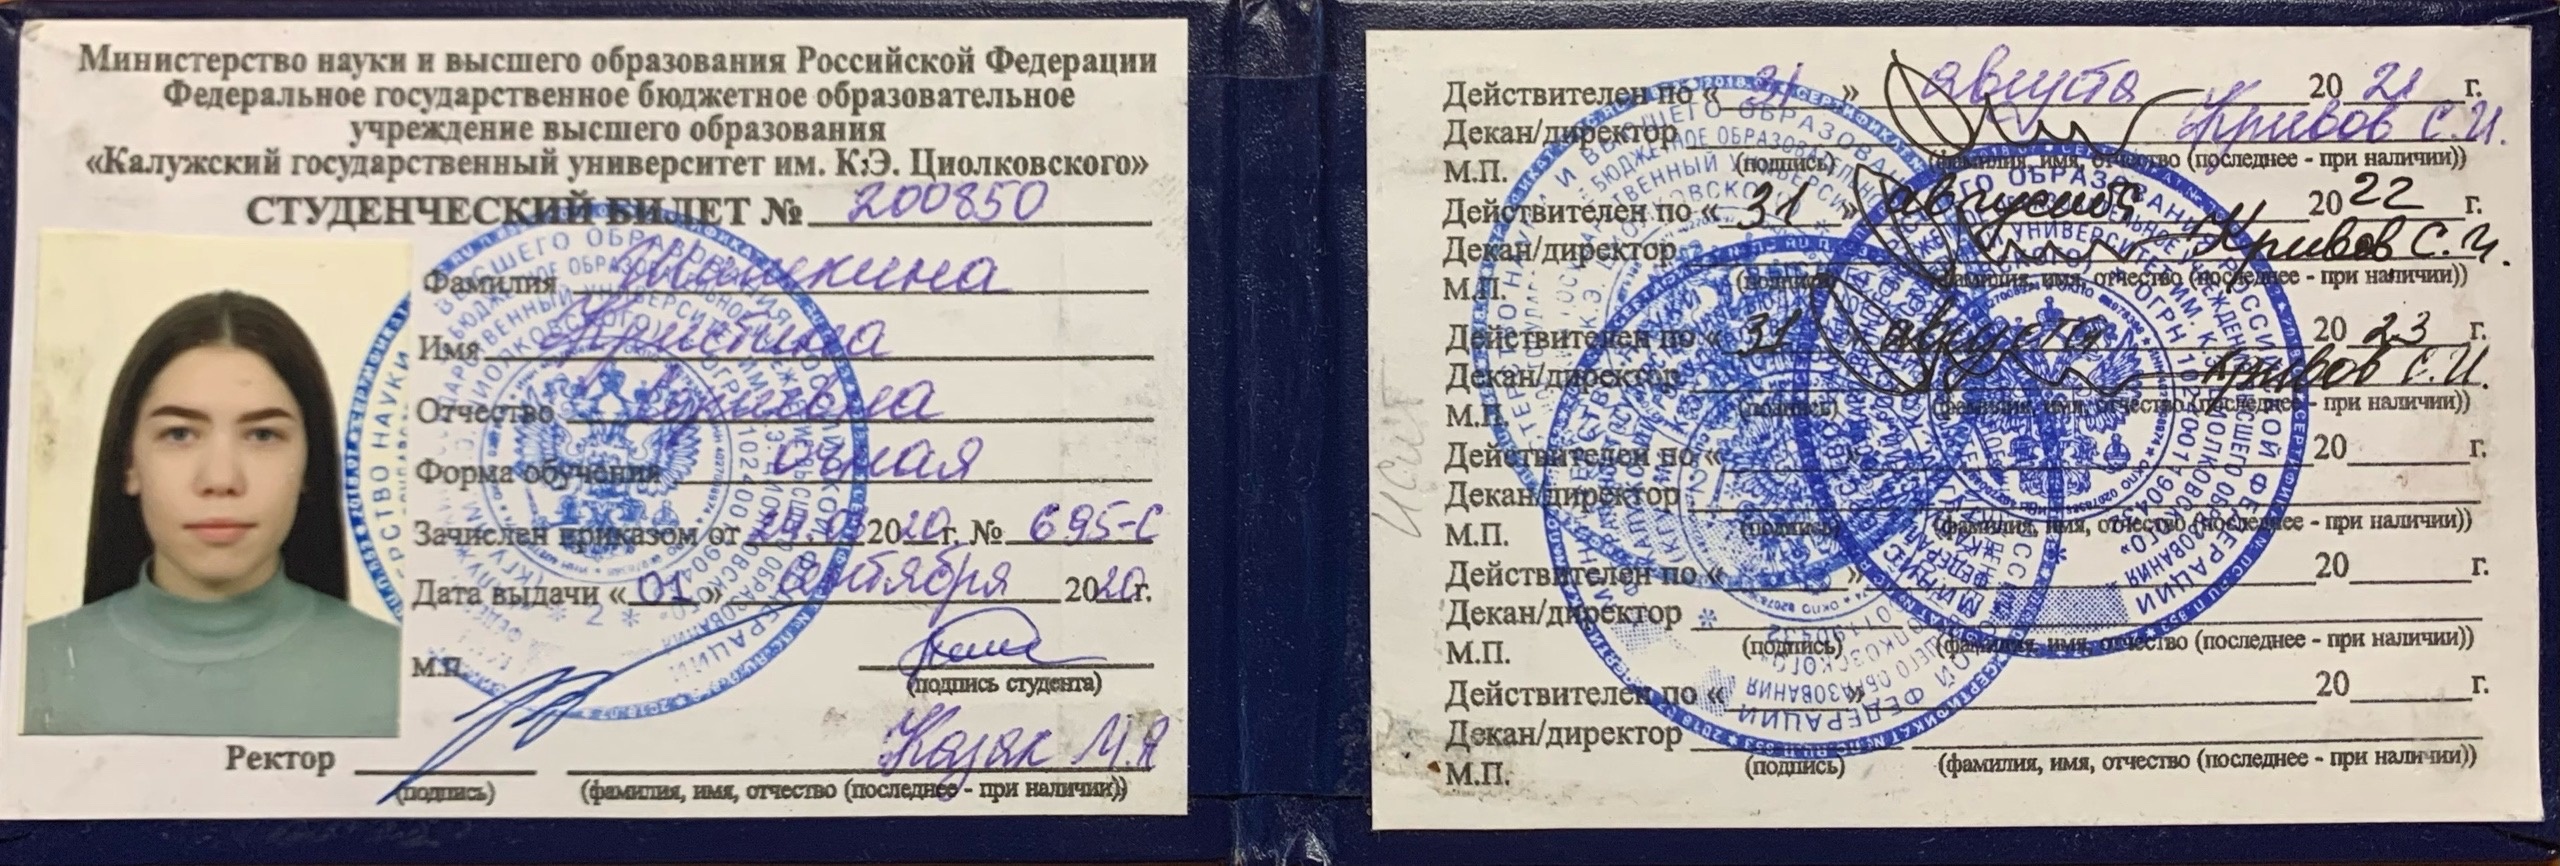 Министерство науки и высшего образования Российской Федерации
Федеральное государственное бюджетное образовательное
учреждение высшего образования
«Калужский государственный университет им. К.Э. Циолковского»
СТУДЕНЧЕСКИЙ БИЛЕТ № 200850
Фамилия
Имя Кристина
Отчество Юрьевна
Форма обучения очная
Зачислен приказом от 2020г. № 695-С
Дата выдачи «01» сентября 2020г.
М.П.
(подпись студента)
Казак М.А
Ректор
(подпись) (фамилия, имя, отчество (последнее - при наличии))
Действителен по «31» августа 2021 г.
Декан/директор Кривов С.И.
(подпись) (фамилия, имя, отчество (последнее - при наличии))
М.П.
Действителен по «31» августа 2022 г.
Декан/директор Кривов С.И.
(подпись) (фамилия, имя, отчество (последнее - при наличии))
М.П.
Действителен по «31» августа 2023 г.
Декан/директор Кривов С.И.
(подпись) (фамилия, имя, отчество (последнее - при наличии))
М.П.
Действителен по « » 20 г.
Декан/директор
(подпись) (фамилия, имя, отчество (последнее - при наличии))
М.П.
Действителен по « » 20 г.
Декан/директор
(подпись) (фамилия, имя, отчество (последнее - при наличии))
М.П.
Действителен по « » 20 г.
Декан/директор
(подпись) (фамилия, имя, отчество (последнее - при наличии))
М.П.